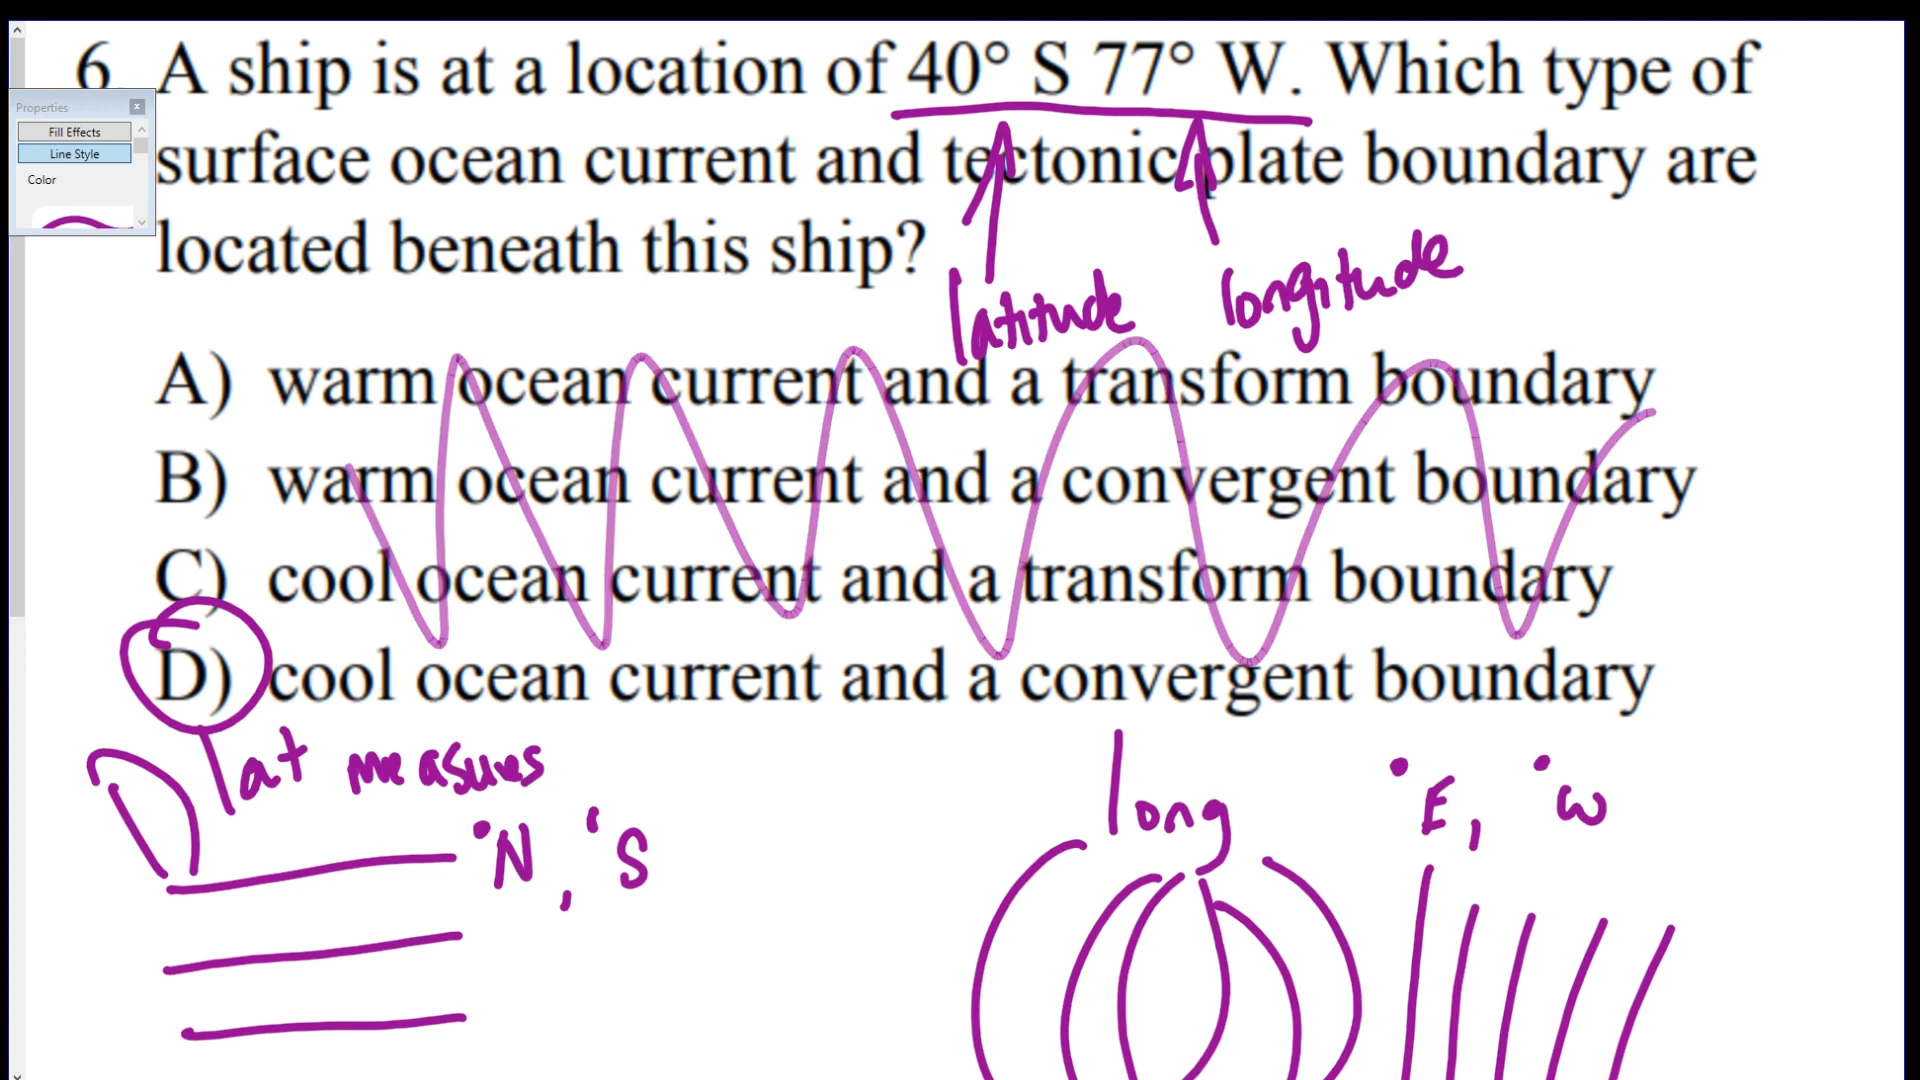 6 A ship is at a location of 40° S 77° W. Which type of
Properties
Fill Effects
Line Style
Color
surface ocean current and tectonic plate boundary are
located beneath this ship?
latitude longitude
A) warm ocean current and a transform boundary
B) warm ocean current and a convergent boundary
C) cool ocean current and a transform boundary
D) cool ocean current and a convergent boundary
lat measures
°N, °S
long °E, °W